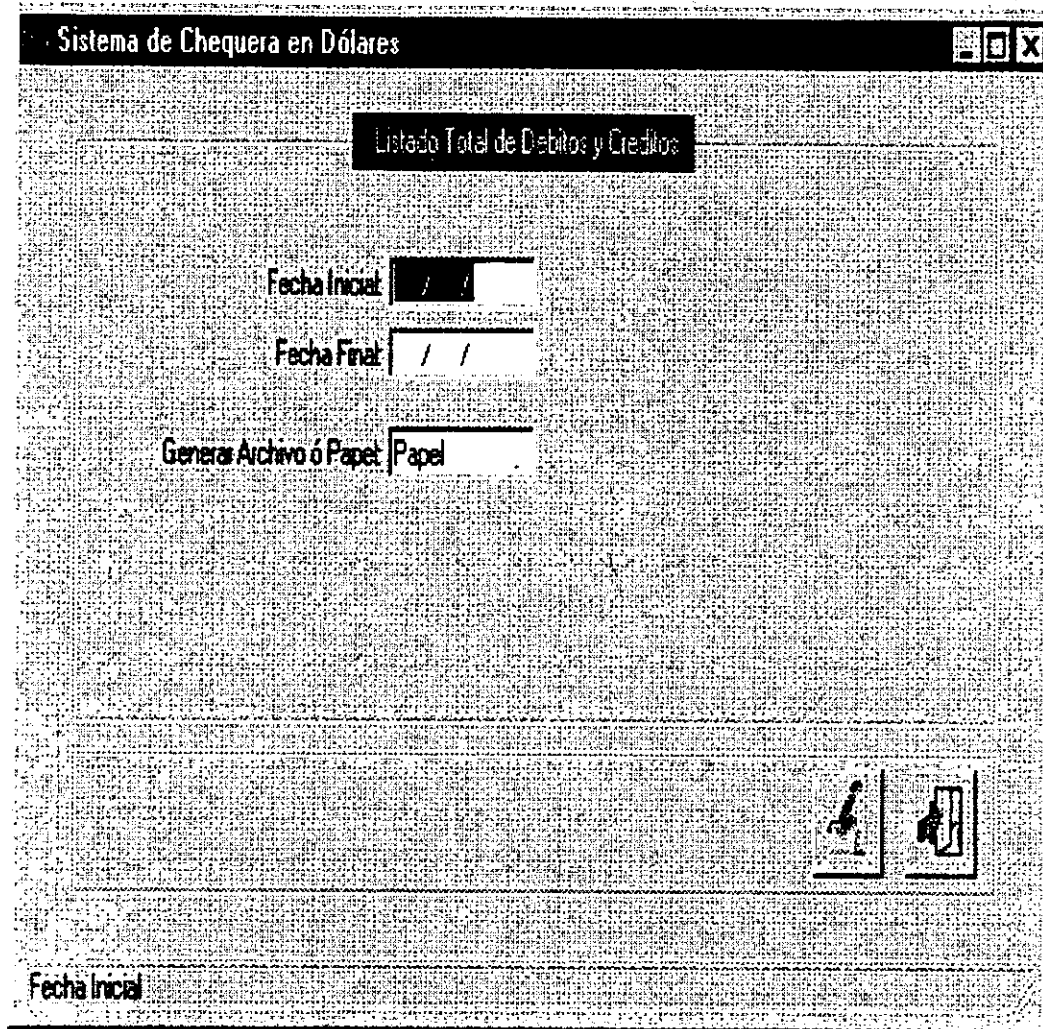 Sistema de Chequera en Dólares
Listado Total de Debitos y Creditos
Fecha Inicial: / /
Fecha Final: / /
Generar Archivo ó Papel: Papel
Fecha Inicial